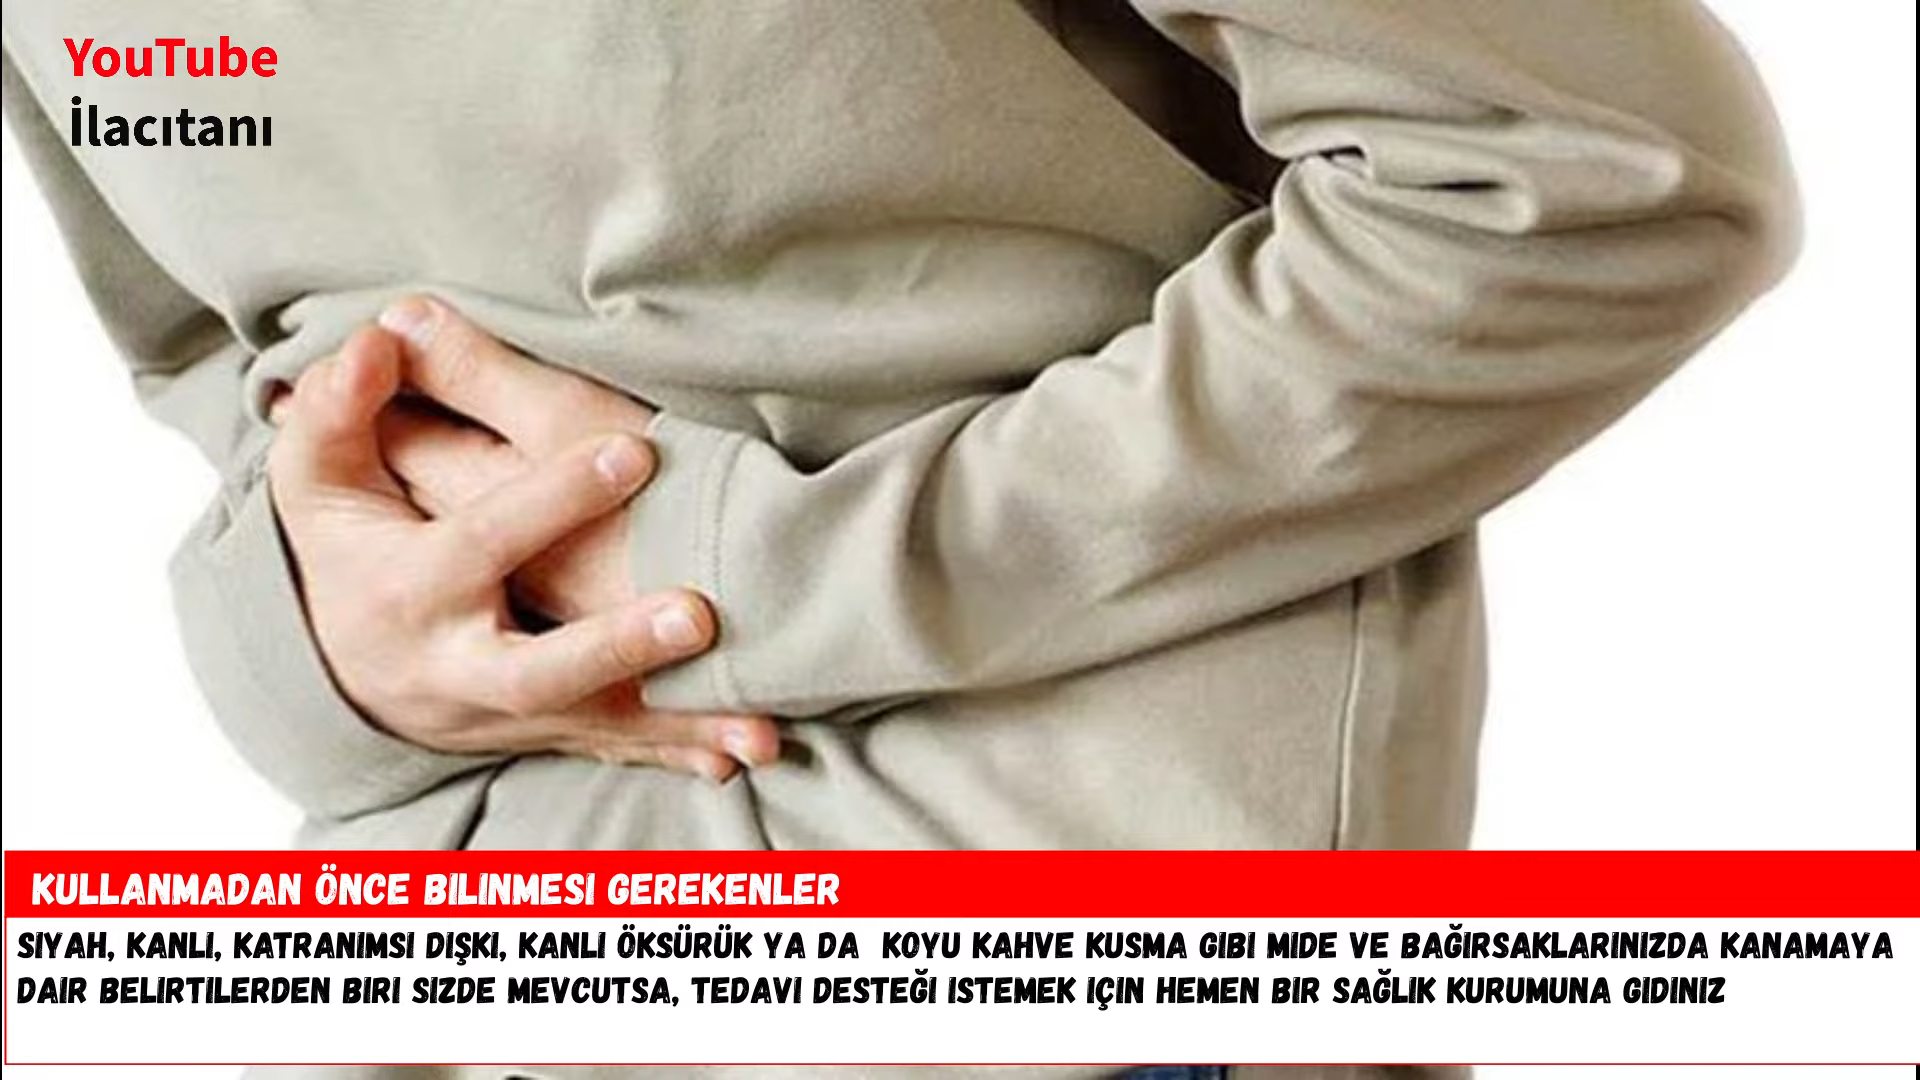 YouTube
İlacıtanı
KULLANMADAN ÖNCE BILINMESI GEREKENLER
SIYAH, KANLI, KATRANIMSI DIŞKI, KANLI ÖKSÜRÜK YA DA KOYU KAHVE KUSMA GIBI MIDE VE BAĞIRSAKLARINIZDA KANAMAYA
DAIR BELIRTILERDEN BIRI SIZDE MEVCUTSA, TEDAVI DESTEĞI ISTEMEK IÇIN HEMEN BIR SAĞLIK KURUMUNA GIDINIZ